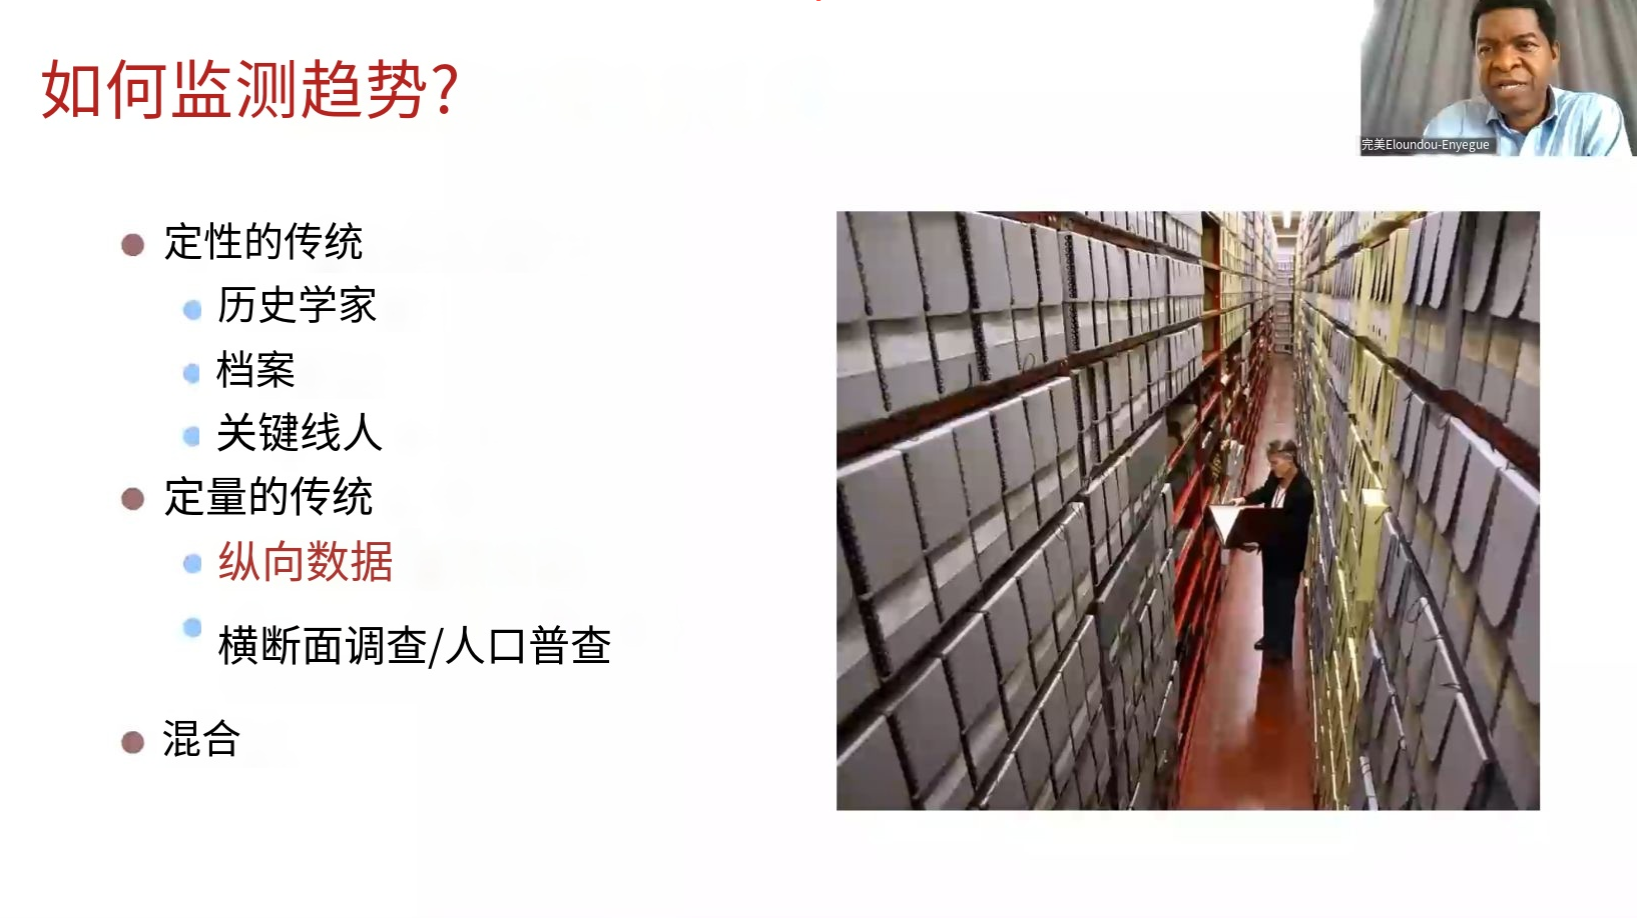 如何监测趋势?
完美Eloundou-Enyegue
定性的传统
历史学家
档案
关键线人
定量的传统
纵向数据
横断面调查/人口普查
混合